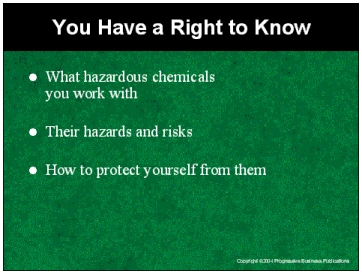 You Have a Right to Know
• What hazardous chemicals
you work with
• Their hazards and risks
• How to protect yourself from them
Copyright ©2004 Progressive Business Publications